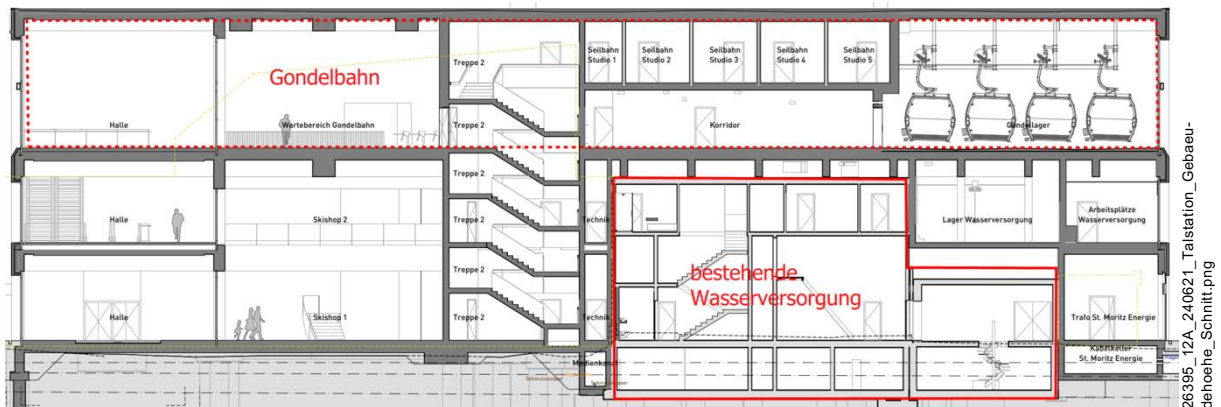 Seilbahn
Studio 1
Seilbahn
Studio 2
Seilbahn
Studio 3
Seilbahn
Studio 4
Seilbahn
Studio 5
Treppe 2
Gondelbahn
Halle
Wartebereich Gondelbahn
Treppe 2
Korridor
Gondellager
Treppe 2
Halle
Skishop 2
Treppe 2
Technik
Lager Wasserversorgung
Arbeitsplätze
Wasserversorgung
Treppe 2
bestehende
Wasserversorgung
Halle
Skishop 1
Treppe 2
Technik
Trafo St. Moritz Energie
Kabelkeller
St. Moritz Energie
Medienkanal
Schmutzwasser
26395_12A_240621_Talstation_Gebaeu-
dehoehe_Schnitt.png